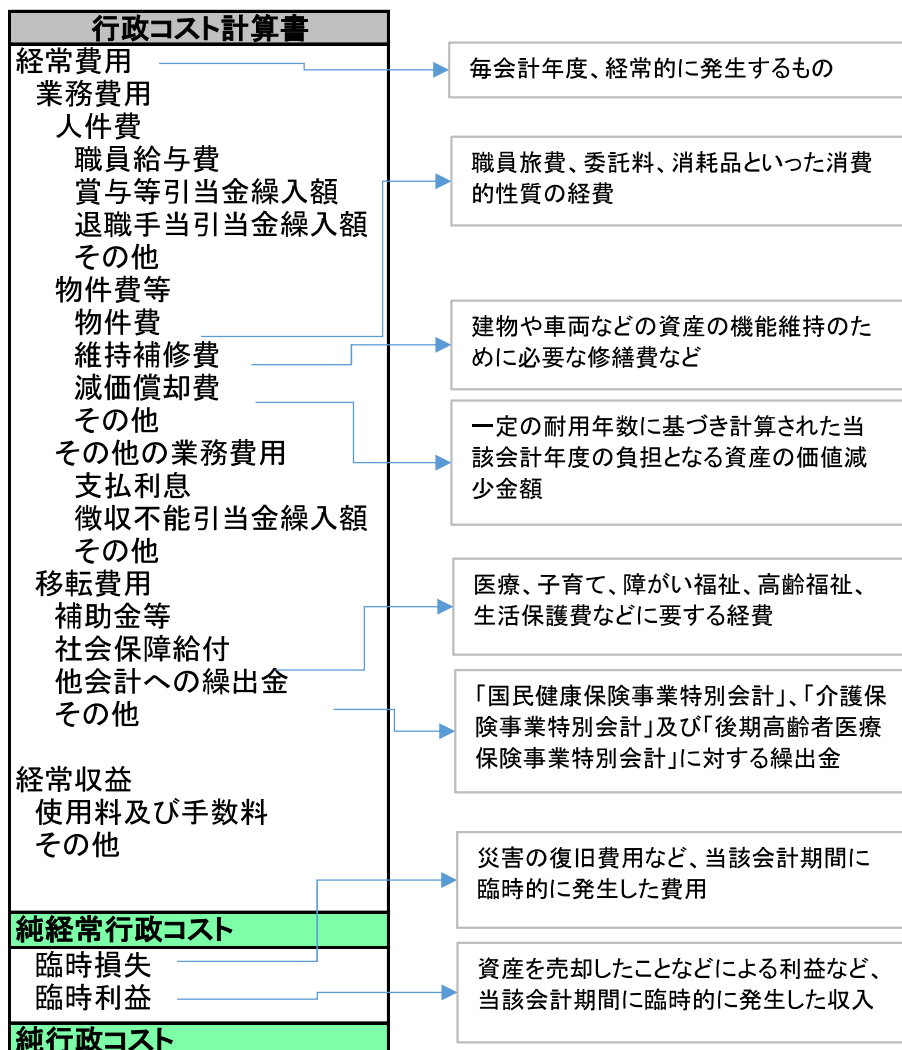 行政コスト計算書
経常費用
業務費用
人件費
職員給与費
賞与等引当金繰入額
退職手当引当金繰入額
その他
物件費等
物件費
維持補修費
減価償却費
その他
その他の業務費用
支払利息
徴収不能引当金繰入額
その他
移転費用
補助金等
社会保障給付
他会計への繰出金
その他
経常収益
使用料及び手数料
その他
純経常行政コスト
臨時損失
臨時利益
純行政コスト
毎会計年度、経常的に発生するもの
職員旅費、委託料、消耗品といった消費
的性質の経費
建物や車両などの資産の機能維持のた
めに必要な修繕費など
一定の耐用年数に基づき計算された当
該会計年度の負担となる資産の価値減
少金額
医療、子育て、障がい福祉、高齢福祉、
生活保護費などに要する経費
「国民健康保険事業特別会計」、「介護保
険事業特別会計」及び「後期高齢者医療
保険事業特別会計」に対する繰出金
災害の復旧費用など、当該会計期間に
臨時的に発生した費用
資産を売却したことなどによる利益など、
当該会計期間に臨時的に発生した収入